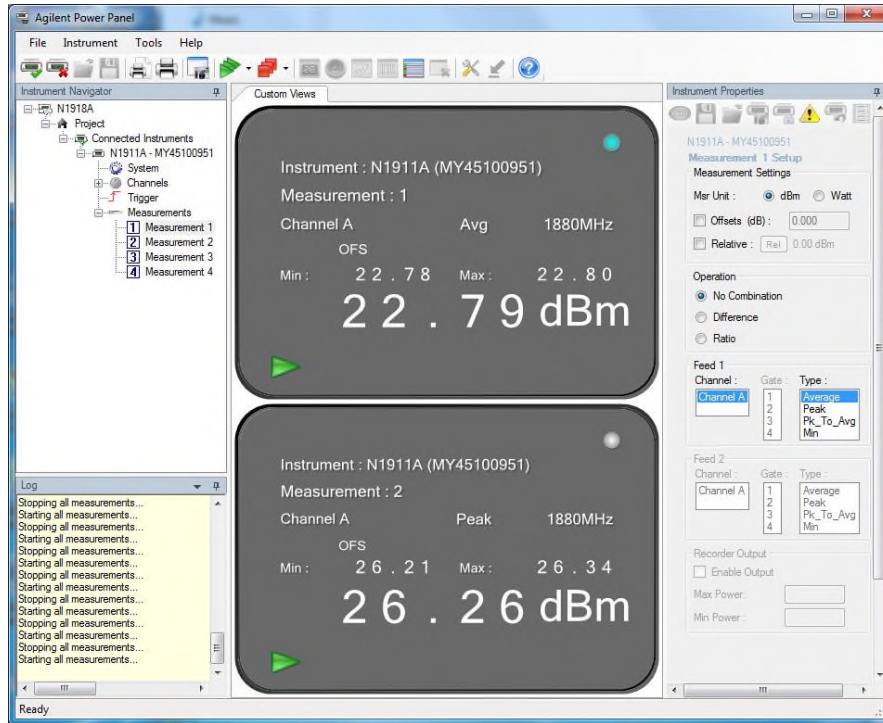 Agilent Power Panel
File Instrument Tools Help
Instrument Navigator
N1918A
Project
Connected Instruments
N1911A - MY45100951
System
Channels
Trigger
Measurements
1 Measurement 1
2 Measurement 2
3 Measurement 3
4 Measurement 4
Log
Stopping all measurements...
Starting all measurements...
Starting all measurements...
Stopping all measurements...
Starting all measurements...
Starting all measurements...
Stopping all measurements...
Starting all measurements...
Starting all measurements...
Stopping all measurements...
Starting all measurements...
Starting all measurements...
Stopping all measurements...
Starting all measurements...
Custom Views
Instrument : N1911A (MY45100951)
Measurement : 1
Channel A Avg 1880MHz
OFS
Min : 22.78 Max : 22.80
22.79 dBm
Instrument : N1911A (MY45100951)
Measurement : 2
Channel A Peak 1880MHz
OFS
Min : 26.21 Max : 26.34
26.26 dBm
Instrument Properties
N1911A - MY45100951
Measurement 1 Setup
Measurement Settings
Msr Unit : dBm Watt
Offsets (dB) : 0.000
Relative : Rel 0.00 dBm
Operation
No Combination
Difference
Ratio
Feed 1
Channel : Gate : Type :
Channel A 1 Average
2 Peak
3 Pk_To_Avg
4 Min
Feed 2
Channel : Gate : Type :
Channel A 1 Average
2 Peak
3 Pk_To_Avg
4 Min
Recorder Output
Enable Output
Max Power:
Min Power :
Ready